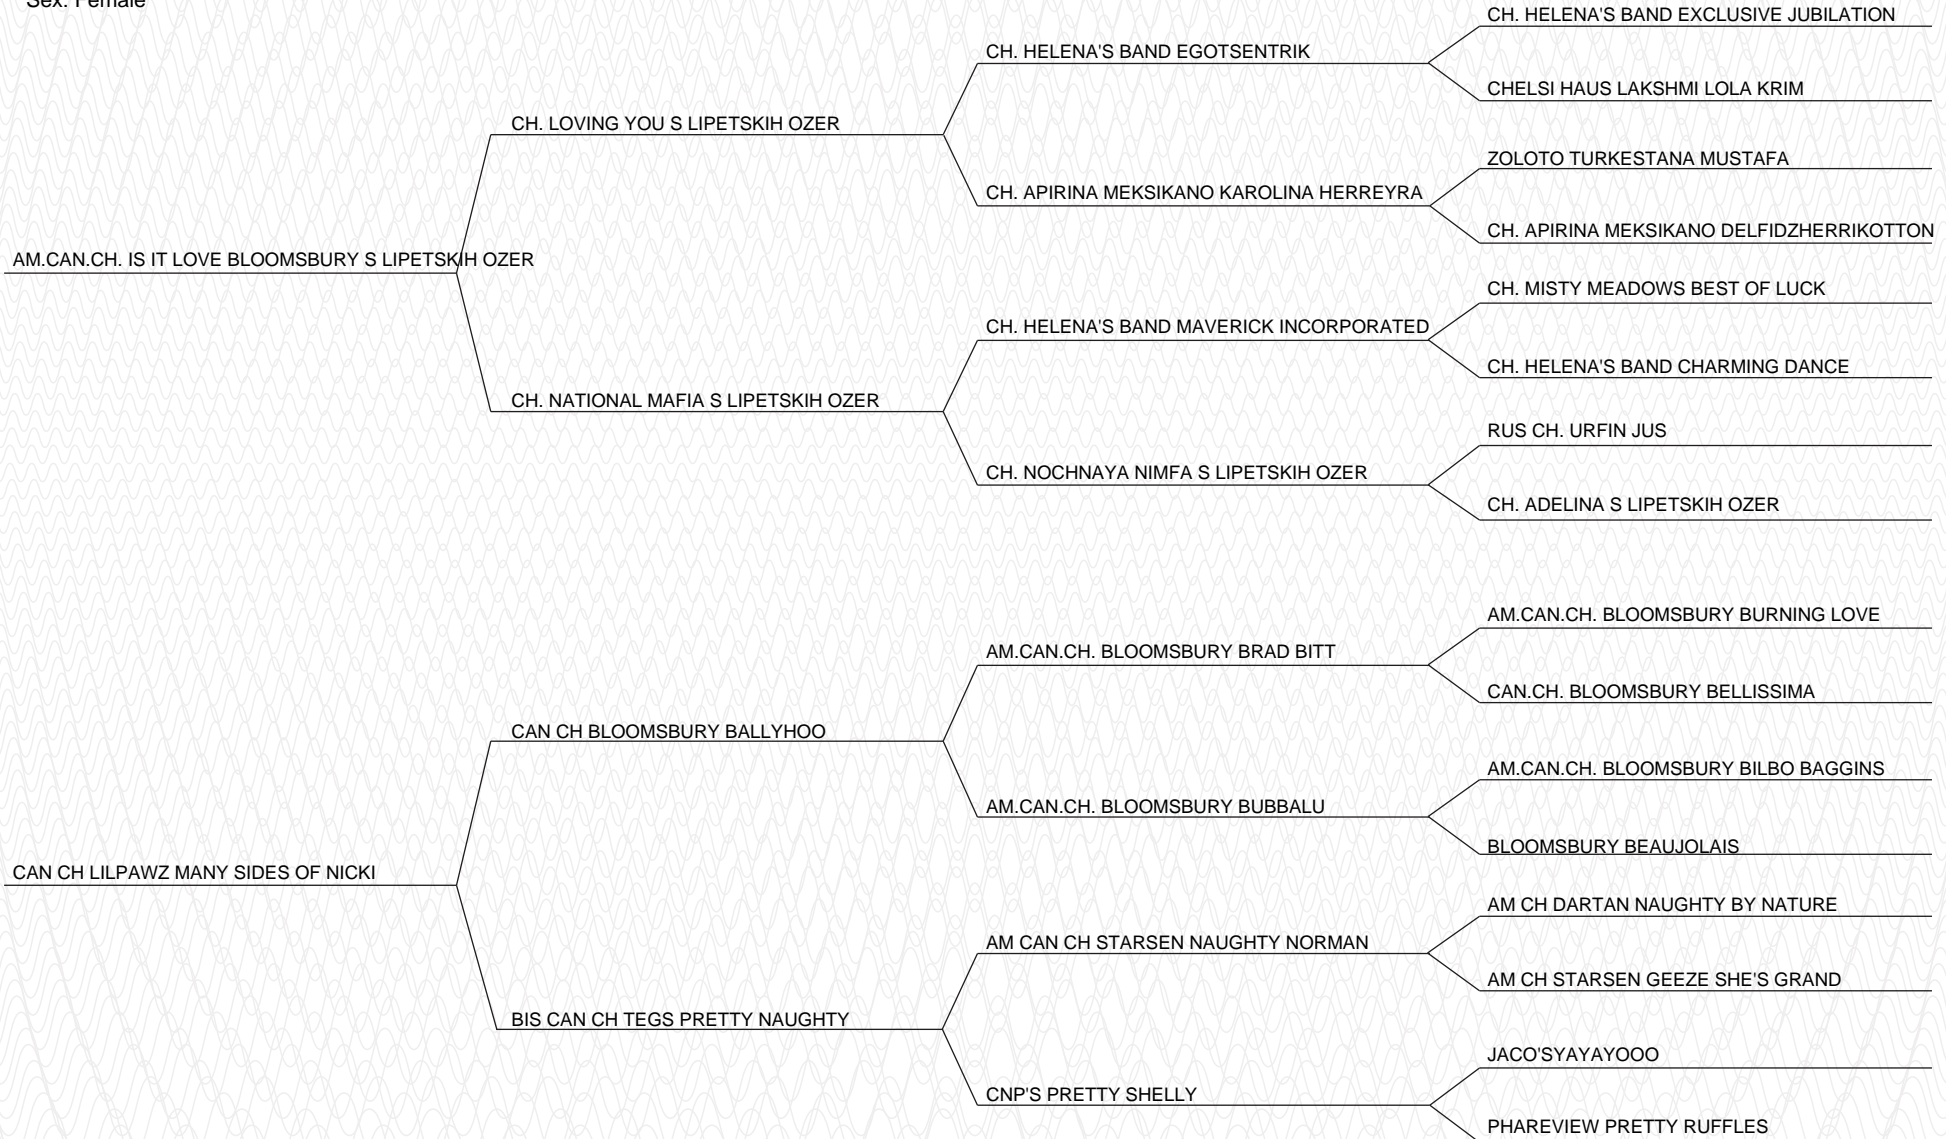 Sex: Female
CH. HELENA'S BAND EXCLUSIVE JUBILATION
CH. HELENA'S BAND EGOTSENTRIK
CHELSI HAUS LAKSHMI LOLA KRIM
CH. LOVING YOU S LIPETSKIH OZER
ZOLOTO TURKESTANA MUSTAFA
CH. APIRINA MEKSIKANO KAROLINA HERREYRA
CH. APIRINA MEKSIKANO DELFIDZHERRIKOTTON
AM.CAN.CH. IS IT LOVE BLOOMSBURY S LIPETSKIH OZER
CH. MISTY MEADOWS BEST OF LUCK
CH. HELENA'S BAND MAVERICK INCORPORATED
CH. HELENA'S BAND CHARMING DANCE
CH. NATIONAL MAFIA S LIPETSKIH OZER
RUS CH. URFIN JUS
CH. NOCHNAYA NIMFA S LIPETSKIH OZER
CH. ADELINA S LIPETSKIH OZER
AM.CAN.CH. BLOOMSBURY BURNING LOVE
AM.CAN.CH. BLOOMSBURY BRAD BITT
CAN.CH. BLOOMSBURY BELLISSIMA
CAN CH BLOOMSBURY BALLYHOO
AM.CAN.CH. BLOOMSBURY BILBO BAGGINS
AM.CAN.CH. BLOOMSBURY BUBBALU
BLOOMSBURY BEAUJOLAIS
CAN CH LILPAWZ MANY SIDES OF NICKI
AM CH DARTAN NAUGHTY BY NATURE
AM CAN CH STARSEN NAUGHTY NORMAN
AM CH STARSEN GEEZE SHE'S GRAND
BIS CAN CH TEGS PRETTY NAUGHTY
JACO'SYAYAYOOO
CNP'S PRETTY SHELLY
PHAREVIEW PRETTY RUFFLES